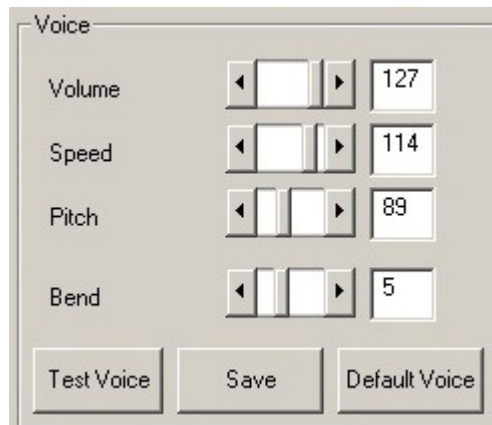 Voice
Volume 127
Speed 114
Pitch 89
Bend 5
Test Voice Save Default Voice